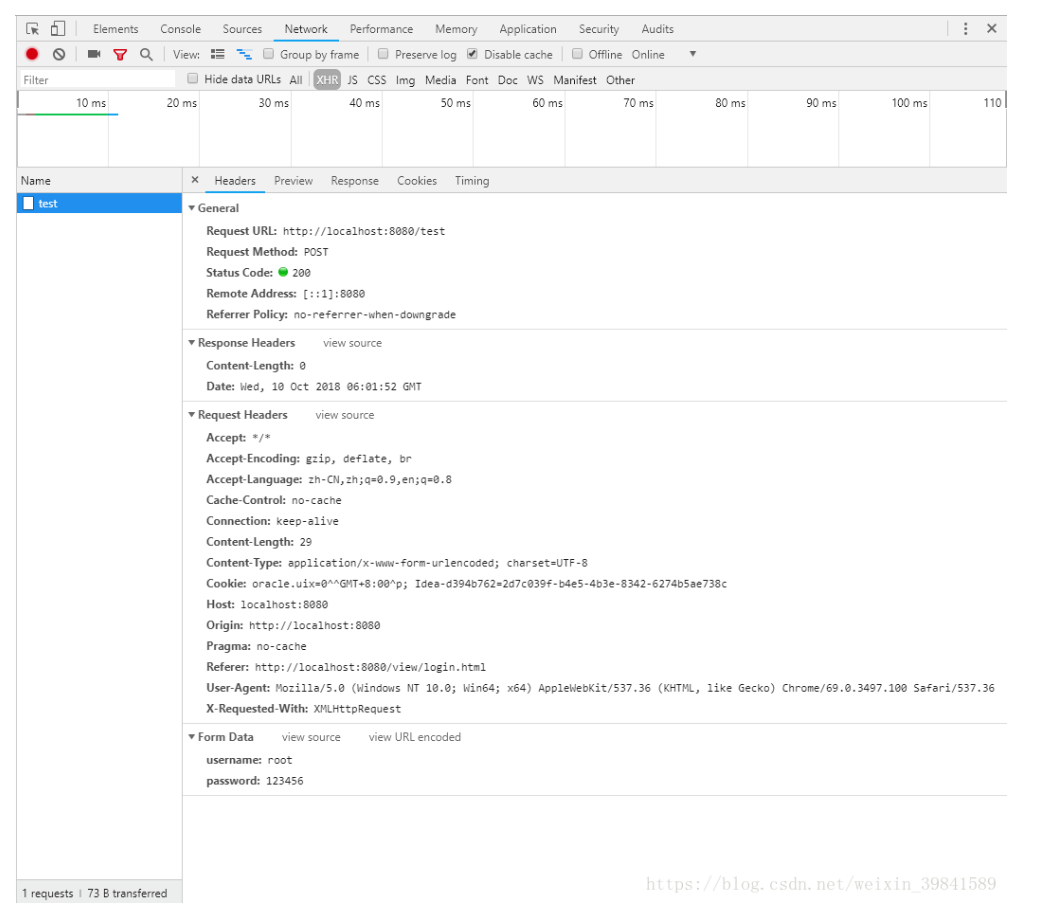 Elements Console Sources Network Performance Memory Application Security Audits
View: Group by frame Preserve log Disable cache Offline Online
Filter Hide data URLs All XHR JS CSS Img Media Font Doc WS Manifest Other
10 ms 20 ms 30 ms 40 ms 50 ms 60 ms 70 ms 80 ms 90 ms 100 ms 110
Name × Headers Preview Response Cookies Timing
test
General
Request URL: http://localhost:8080/test
Request Method: POST
Status Code: 200
Remote Address: [::1]:8080
Referrer Policy: no-referrer-when-downgrade
Response Headers view source
Content-Length: 0
Date: Wed, 10 Oct 2018 06:01:52 GMT
Request Headers view source
Accept: */*
Accept-Encoding: gzip, deflate, br
Accept-Language: zh-CN,zh;q=0.9,en;q=0.8
Cache-Control: no-cache
Connection: keep-alive
Content-Length: 29
Content-Type: application/x-www-form-urlencoded; charset=UTF-8
Cookie: oracle.uix=0^^GMT+8:00^p; Idea-d394b762=2d7c039f-b4e5-4b3e-8342-6274b5ae738c
Host: localhost:8080
Origin: http://localhost:8080
Pragma: no-cache
Referer: http://localhost:8080/view/login.html
User-Agent: Mozilla/5.0 (Windows NT 10.0; Win64; x64) AppleWebKit/537.36 (KHTML, like Gecko) Chrome/69.0.3497.100 Safari/537.36
X-Requested-With: XMLHttpRequest
Form Data view source view URL encoded
username: root
password: 123456
https://blog.csdn.net/weixin_39841589
1 requests | 73 B transferred